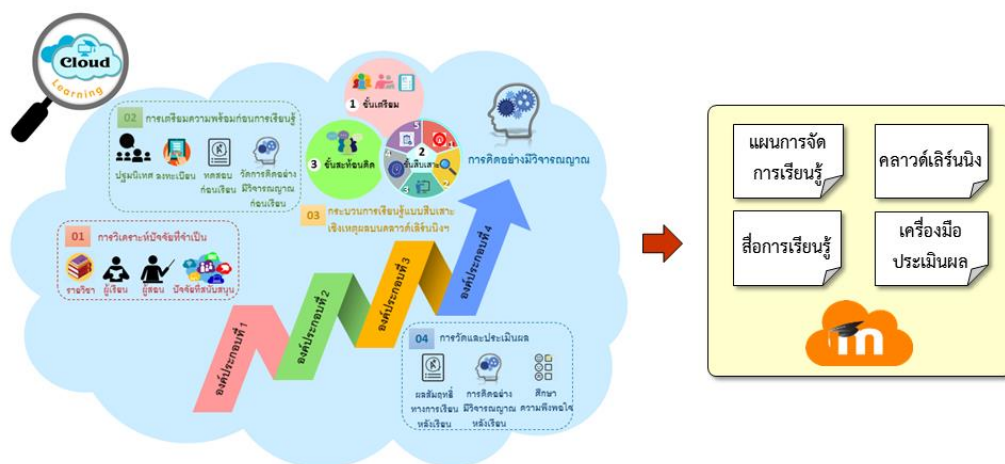 Cloud
Learning
1 ขั้นเตรียม
02 การเตรียมความพร้อมก่อนการเรียนรู้
ปฐมนิเทศ ลงทะเบียน ทดสอบ วัดการคิดอย่าง
ก่อนเรียน มีวิจารณญาณ
ก่อนเรียน
3 ขั้นสะท้อนคิด
2
ขั้นสืบเสาะ
การคิดอย่างมีวิจารณญาณ
03 กระบวนการเรียนรู้แบบสืบเสาะ
เชิงเหตุผลบนคลาวด์เลิร์นนิงฯ
01 การวิเคราะห์ปัจจัยที่จำเป็น
รายวิชา ผู้เรียน ผู้สอน ปัจจัยที่สนับสนุน
องค์ประกอบที่ 1
องค์ประกอบที่ 2
องค์ประกอบที่ 3
องค์ประกอบที่ 4
04 การวัดและประเมินผล
ผลสัมฤทธิ์ การคิดอย่าง ศึกษา
ทางการเรียน มีวิจารณญาณ ความพึงพอใจ
หลังเรียน หลังเรียน
แผนการจัด
การเรียนรู้
คลาวด์เลิร์นนิง
สื่อการเรียนรู้
เครื่องมือ
ประเมินผล
m